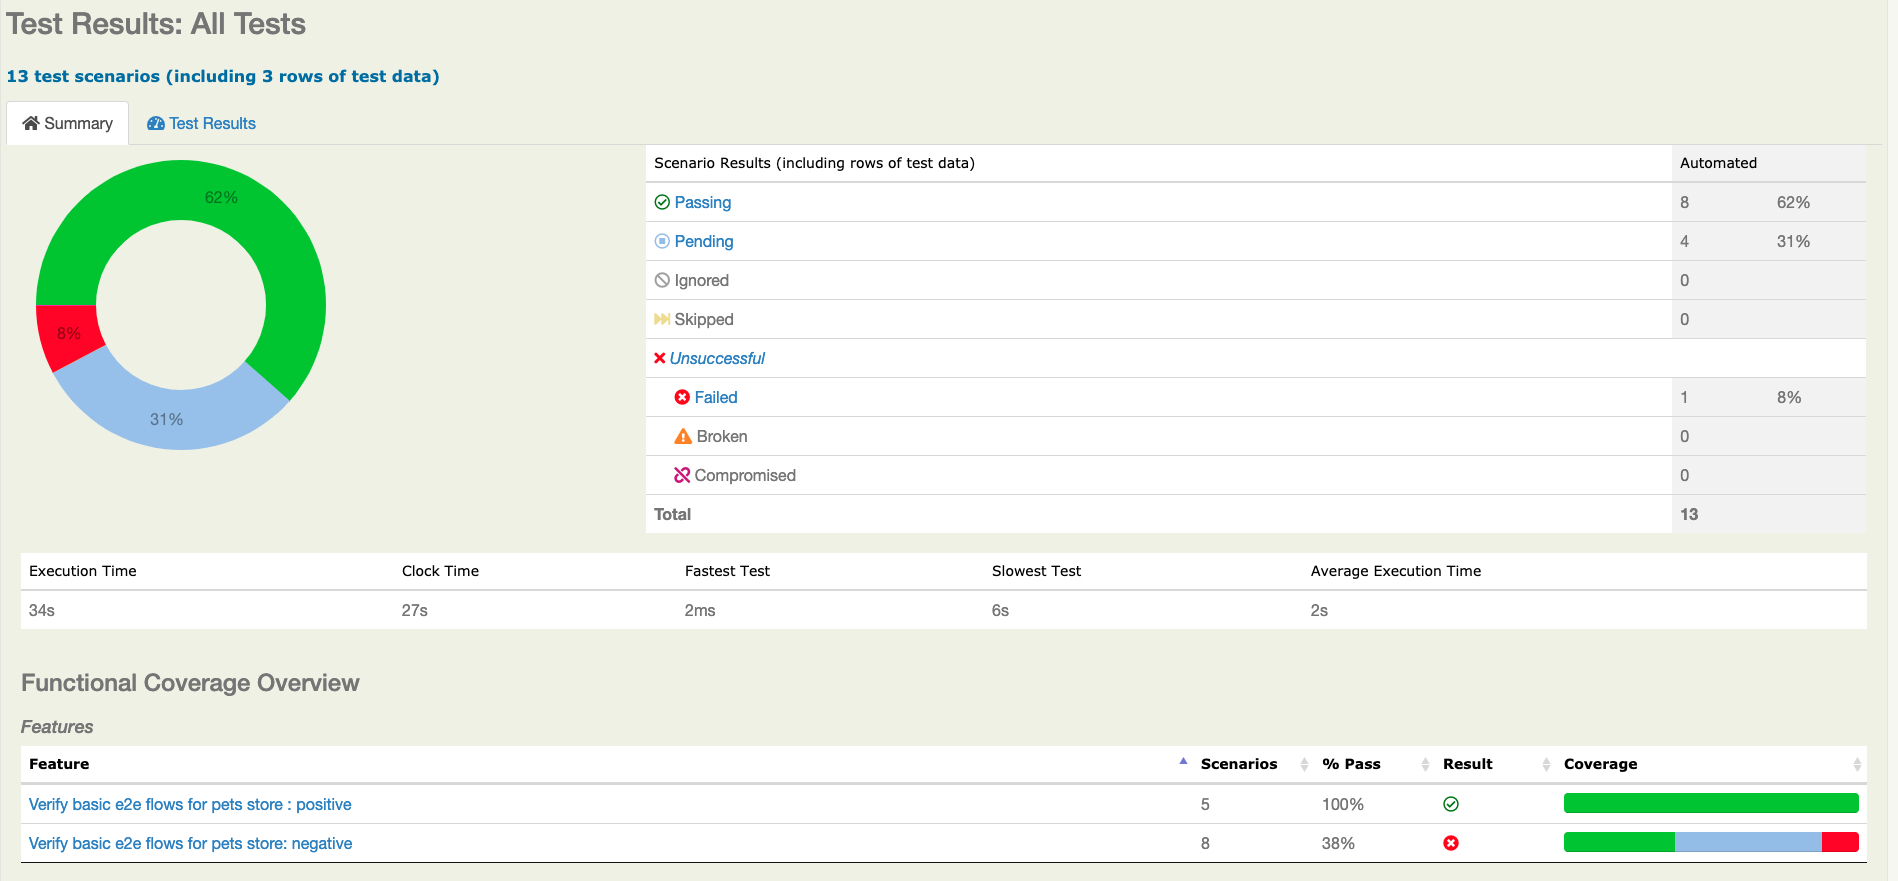 Test Results: All Tests
13 test scenarios (including 3 rows of test data)
Summary Test Results
62%
8%
31%
Scenario Results (including rows of test data) Automated
Passing 8 62%
Pending 4 31%
Ignored 0
Skipped 0
Unsuccessful
Failed 1 8%
Broken 0
Compromised 0
Total 13
Execution Time Clock Time Fastest Test Slowest Test Average Execution Time
34s 27s 2ms 6s 2s
Functional Coverage Overview
Features
Feature Scenarios % Pass Result Coverage
Verify basic e2e flows for pets store : positive 5 100%
Verify basic e2e flows for pets store: negative 8 38%